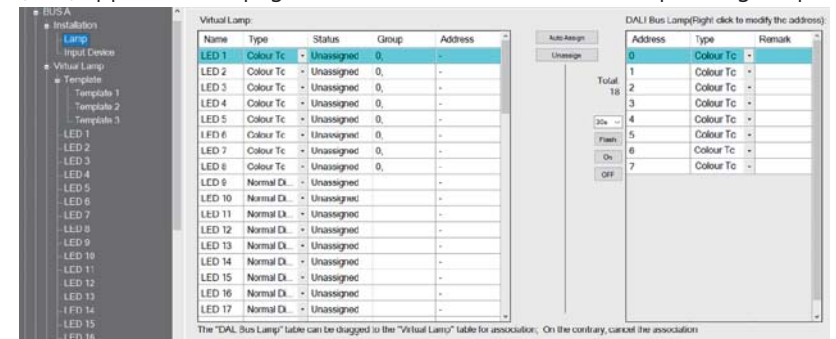 BUS A
Installation
Lamp
Input Device
Virtual Lamp
Template
Template 1
Template 2
Template 3
LED 1
LED 2
LED 3
LED 4
LED 5
LED 6
LED 7
LED 8
LED 9
LED 10
LED 11
LED 12
LED 13
LED 14
LED 15
LED 16
Virtual Lamp:
Name Type Status Group Address
LED 1 Colour Tc Unassigned 0, -
LED 2 Colour Tc Unassigned 0, -
LED 3 Colour Tc Unassigned 0, -
LED 4 Colour Tc Unassigned 0, -
LED 5 Colour Tc Unassigned 0, -
LED 6 Colour Tc Unassigned 0, -
LED 7 Colour Tc Unassigned 0, -
LED 8 Colour Tc Unassigned 0, -
LED 9 Normal Di... Unassigned -
LED 10 Normal Di... Unassigned -
LED 11 Normal Di... Unassigned -
LED 12 Normal Di... Unassigned -
LED 13 Normal Di... Unassigned -
LED 14 Normal Di... Unassigned -
LED 15 Normal Di... Unassigned -
LED 16 Normal Di... Unassigned -
LED 17 Normal Di... Unassigned -
Auto Assign
Unassign
Total:
18
30s
Flash
On
OFF
DALI Bus Lamp(Right click to modify the address):
Address Type Remark
0 Colour Tc
1 Colour Tc
2 Colour Tc
3 Colour Tc
4 Colour Tc
5 Colour Tc
6 Colour Tc
7 Colour Tc
The "DAL Bus Lamp" table can be dragged to the "Virtual Lamp" table for association; On the contrary, cancel the association